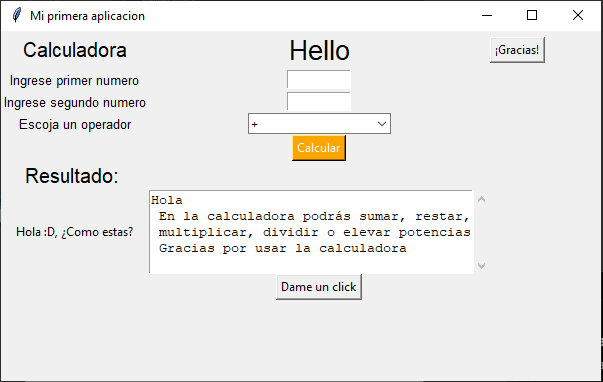 Mi primera aplicacion
Calculadora
Hello
¡Gracias!
Ingrese primer numero
Ingrese segundo numero
Escoja un operador
+
Calcular
Resultado:
Hola :D, ¿Como estas?
Hola
En la calculadora podrás sumar, restar,
multiplicar, dividir o elevar potencias
Gracias por usar la calculadora
Dame un click